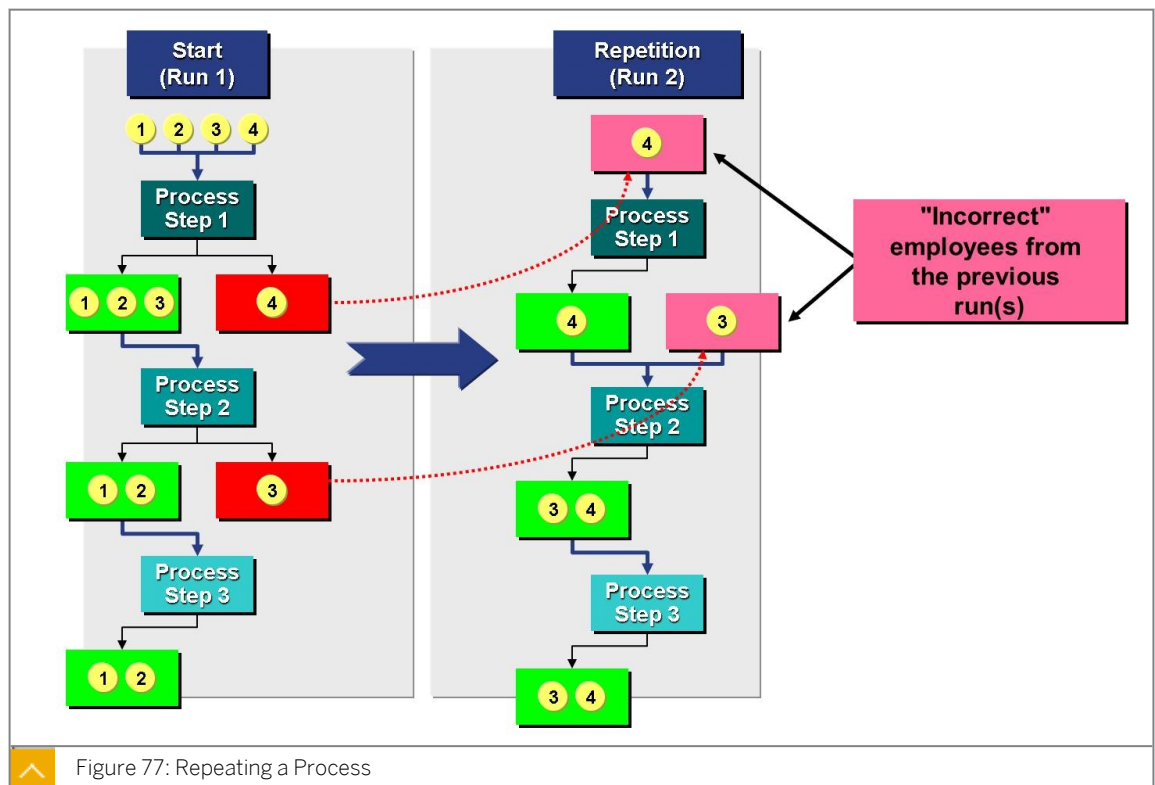 Start
(Run 1)
1 2 3 4
Process
Step 1
1 2 3
4
Process
Step 2
1 2
3
Process
Step 3
1 2
Repetition
(Run 2)
4
Process
Step 1
4
3
Process
Step 2
3 4
Process
Step 3
3 4
"Incorrect"
employees from
the previous
run(s)
Figure 77: Repeating a Process